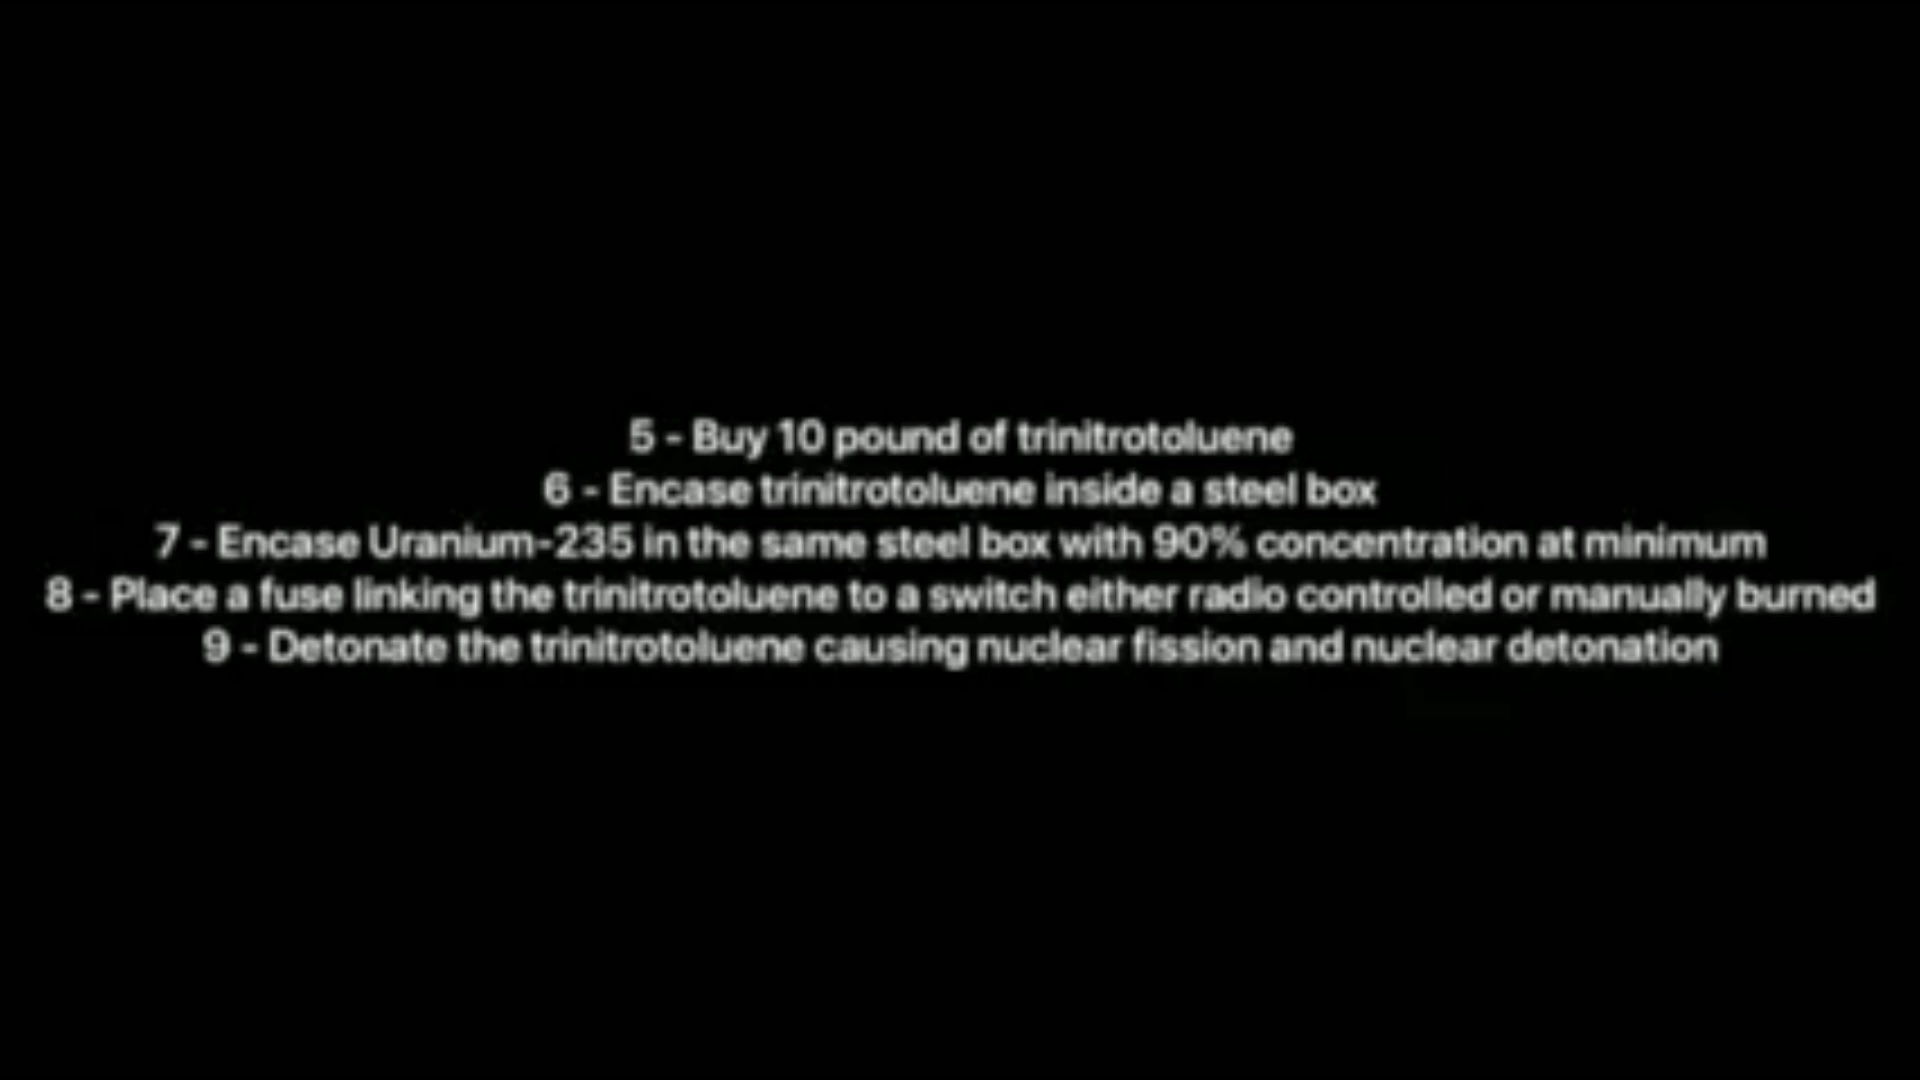 5 - Buy 10 pound of trinitrotoluene
6 - Encase trinitrotoluene inside a steel box
7 - Encase Uranium-235 in the same steel box with 90% concentration at minimum
8 - Place a fuse linking the trinitrotoluene to a switch either radio controlled or manually burned
9 - Detonate the trinitrotoluene causing nuclear fission and nuclear detonation